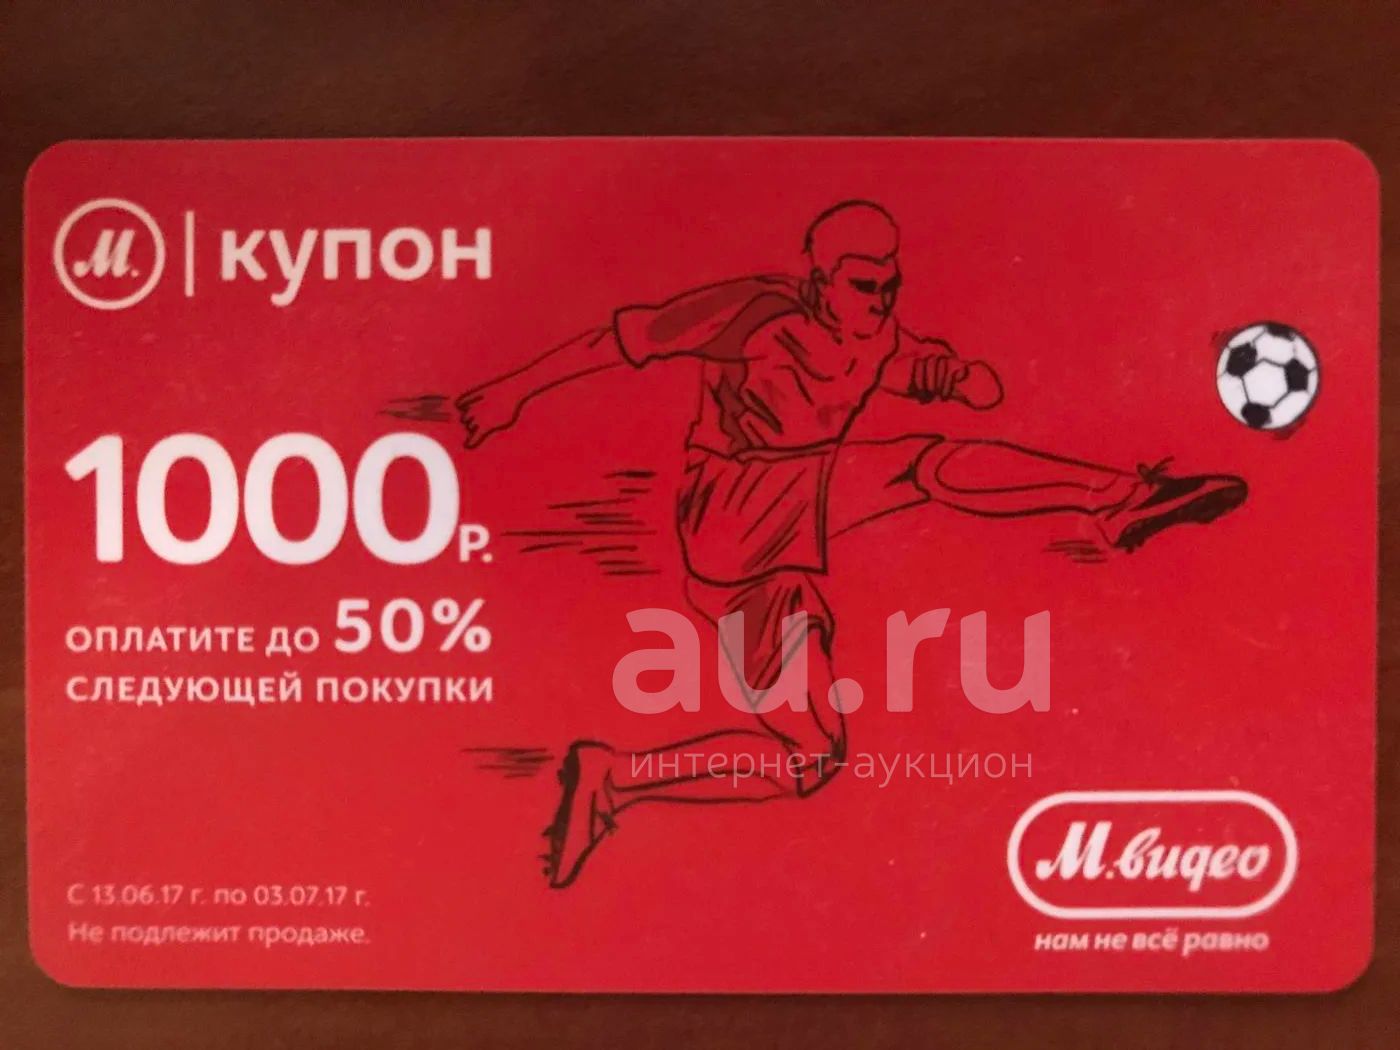 М. | купон
1000 Р.
ОПЛАТИТЕ ДО 50%
СЛЕДУЮЩЕЙ ПОКУПКИ
au.ru
интернет-аукцион
С 13.06.17 г. по 03.07.17 г.
Не подлежит продаже.
М.видео
нам не всё равно